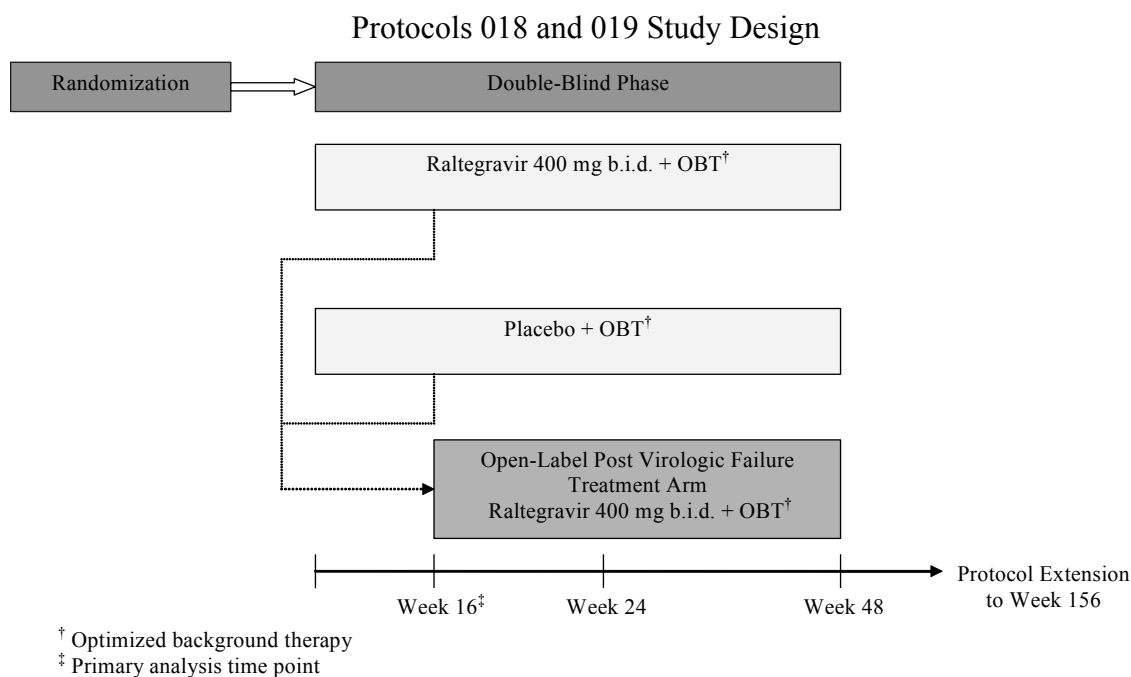 Protocols 018 and 019 Study Design
Randomization
Double-Blind Phase
Raltegravir 400 mg b.i.d. + OBT†
Placebo + OBT†
Open-Label Post Virologic Failure
Treatment Arm
Raltegravir 400 mg b.i.d. + OBT†
Week 16‡
Week 24
Week 48
Protocol Extension
to Week 156
† Optimized background therapy
‡ Primary analysis time point